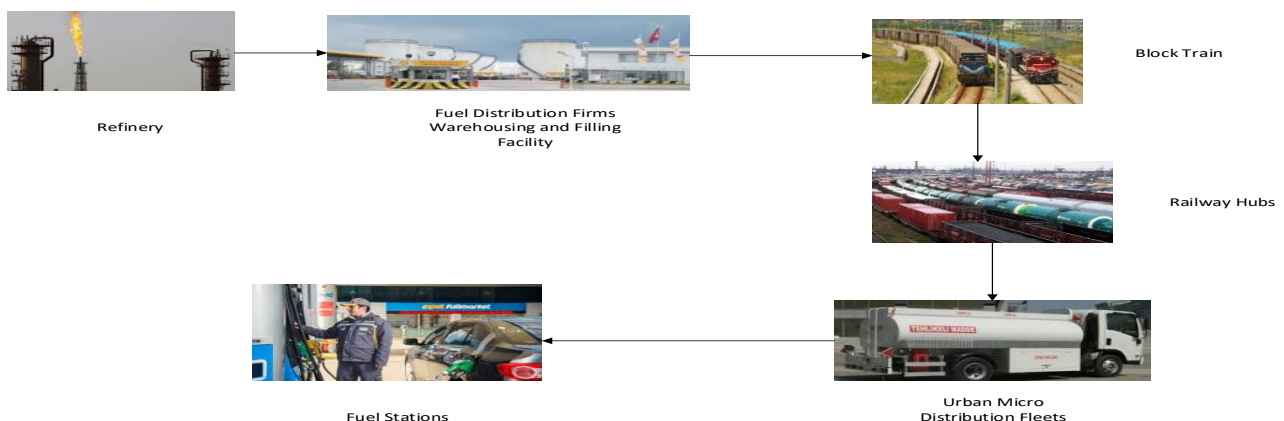 Block Train
Refinery
Fuel Distribution Firms
Warehousing and Filling
Facility
Railway Hubs
TEHLİKELİ MADDE
Fuel Stations
Urban Micro
Distribution Fleets